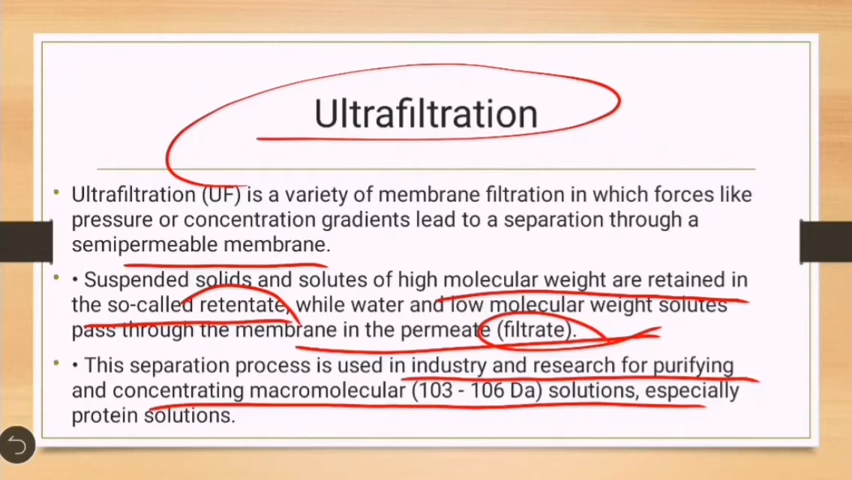 Ultrafiltration
• Ultrafiltration (UF) is a variety of membrane filtration in which forces like
pressure or concentration gradients lead to a separation through a
semipermeable membrane.
• • Suspended solids and solutes of high molecular weight are retained in
the so-called retentate, while water and low molecular weight solutes
pass through the membrane in the permeate (filtrate).
• • This separation process is used in industry and research for purifying
and concentrating macromolecular (103 - 106 Da) solutions, especially
protein solutions.